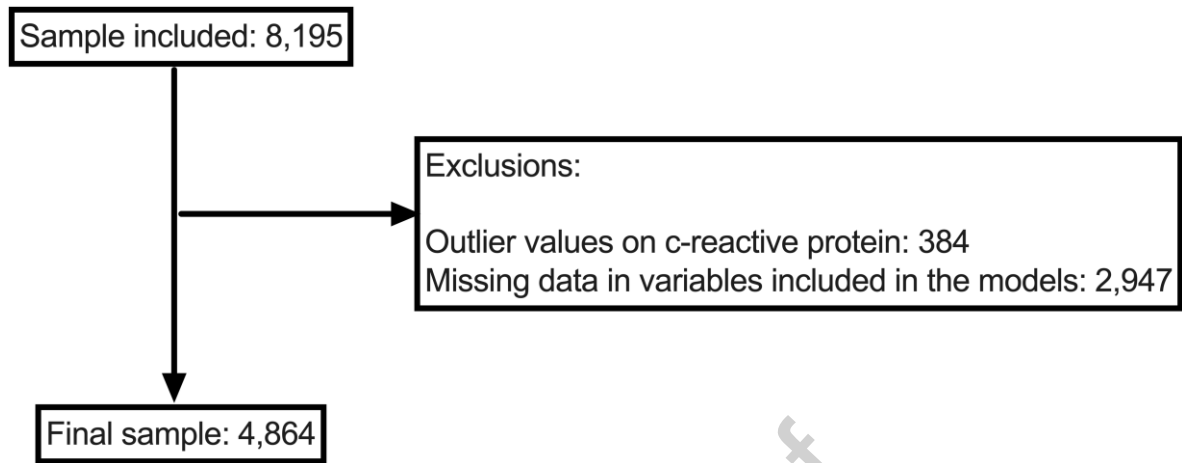 Sample included: 8,195
Exclusions:
Outlier values on c-reactive protein: 384
Missing data in variables included in the models: 2,947
Final sample: 4,864
f